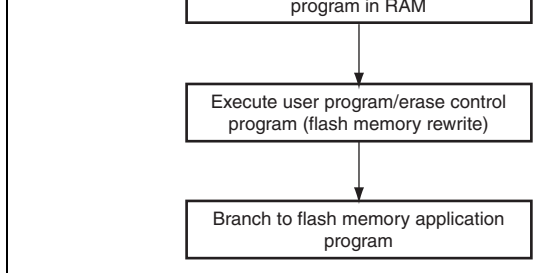 program in RAM
Execute user program/erase control
program (flash memory rewrite)
Branch to flash memory application
program